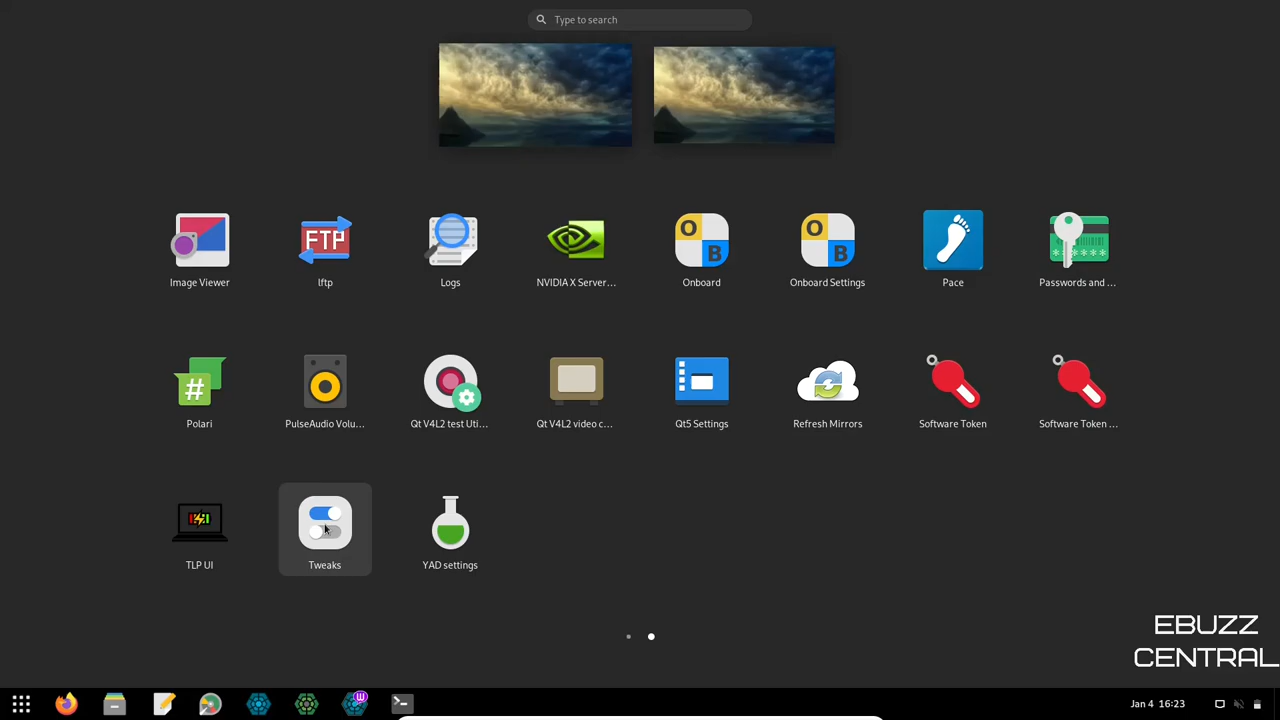 Type to search
Image Viewer
FTP
lftp
Logs
NVIDIA X Server...
O
B
Onboard
O
B
Onboard Settings
Pace
Passwords and ...
#
Polari
PulseAudio Volu...
Qt V4L2 test Uti...
Qt V4L2 video c...
Qt5 Settings
Refresh Mirrors
Software Token
Software Token ...
TLP UI
Tweaks
YAD settings
EBUZZ
CENTRAL
W
Jan 4 16:23